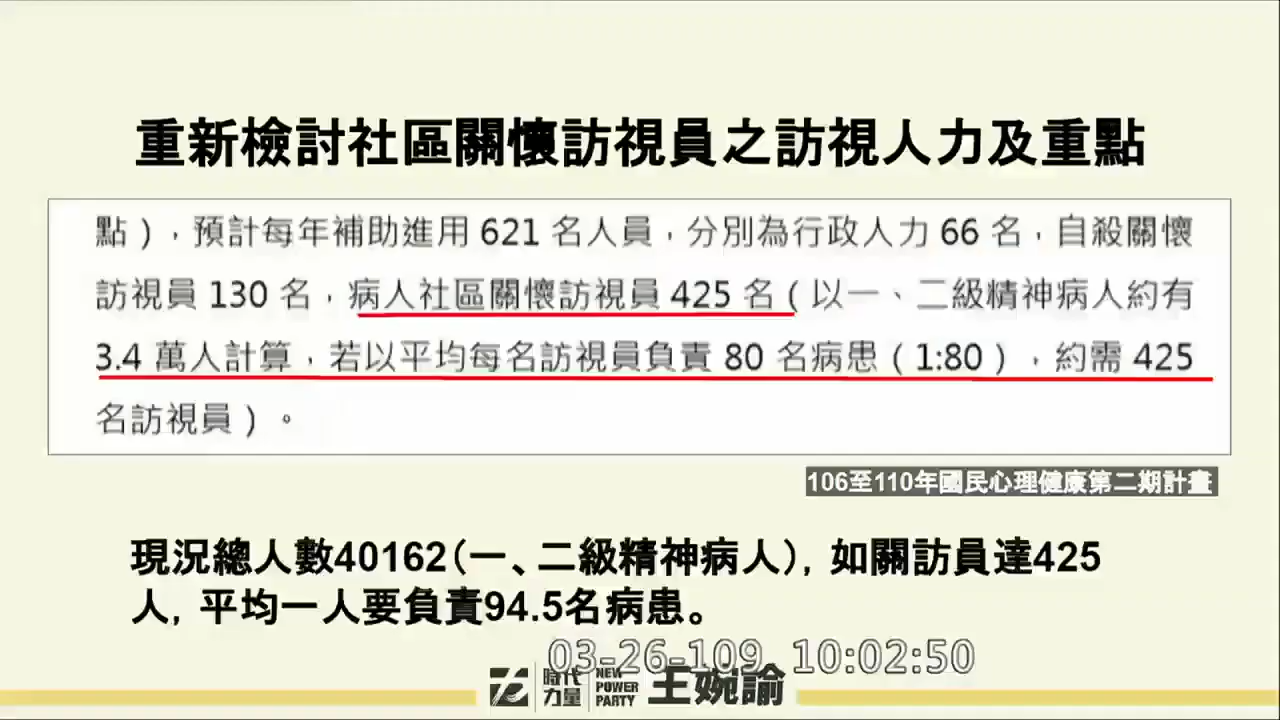 重新檢討社區關懷訪視員之訪視人力及重點
點），預計每年補助進用 621 名人員，分別為行政人力 66 名，自殺關懷
訪視員 130 名，病人社區關懷訪視員 425 名（以一、二級精神病人約有
3.4 萬人計算，若以平均每名訪視員負責 80 名病患（1:80），約需 425
名訪視員）。
106至110年國民心理健康第二期計畫
現況總人數40162（一、二級精神病人），如關訪員達425
人，平均一人要負責94.5名病患。
03-26-109 10:02:50
時代
力量
NEW
POWER
PARTY
王婉諭